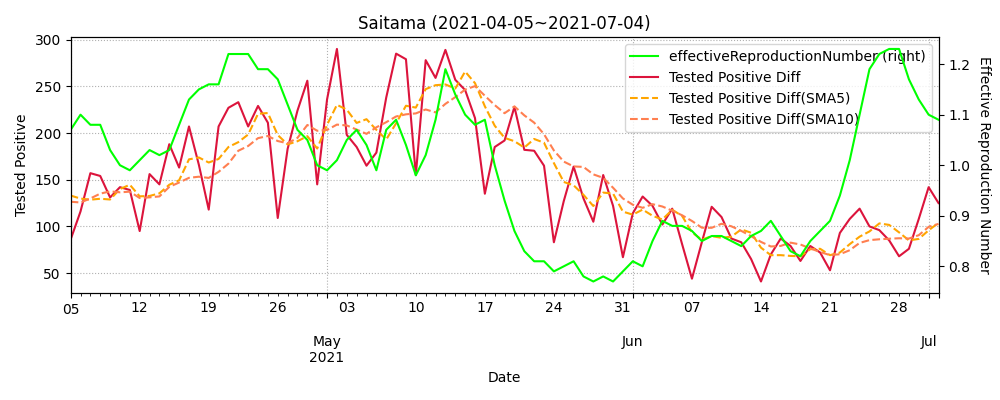 Saitama (2021-04-05~2021-07-04)
effectiveReproductionNumber (right)
Tested Positive Diff
Tested Positive Diff(SMA5)
Tested Positive Diff(SMA10)
Tested Positive
300
250
200
150
100
50
1.2
1.1
1.0
0.9
0.8
Effective Reproduction Number
05 12 19 26 03 10 17 24 31 07 14 21 28
May Jun Jul
2021
Date